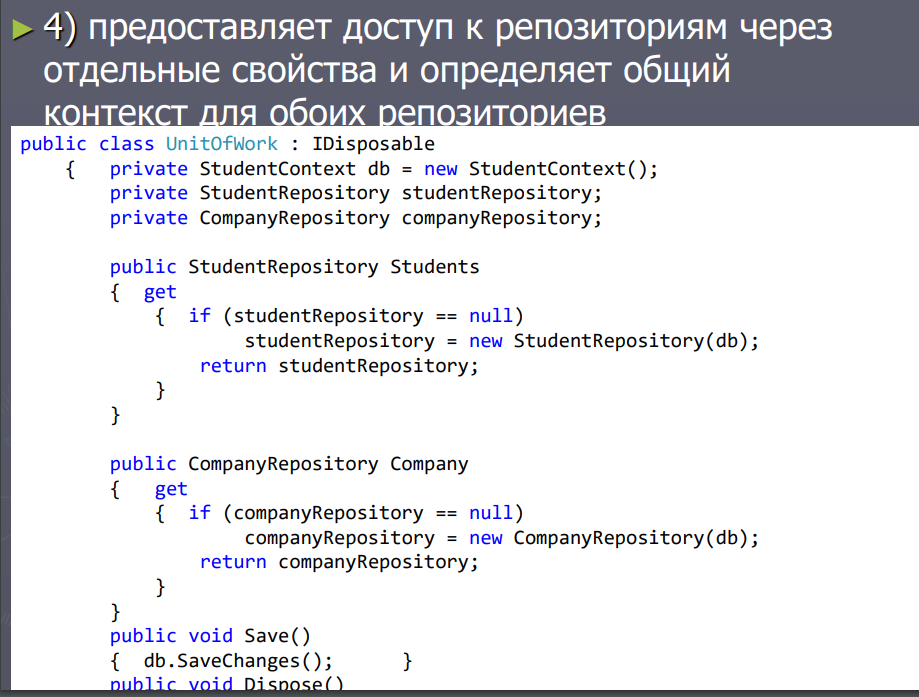 4) предоставляет доступ к репозиториям через
отдельные свойства и определяет общий
контекст для обоих репозиториев
public class UnitOfWork : IDisposable
{   private StudentContext db = new StudentContext();
private StudentRepository studentRepository;
private CompanyRepository companyRepository;
public StudentRepository Students
{  get
{  if (studentRepository == null)
studentRepository = new StudentRepository(db);
return studentRepository;
}
}
public CompanyRepository Company
{   get
{  if (companyRepository == null)
companyRepository = new CompanyRepository(db);
return companyRepository;
}
}
public void Save()
{  db.SaveChanges();      }
public void Dispose()